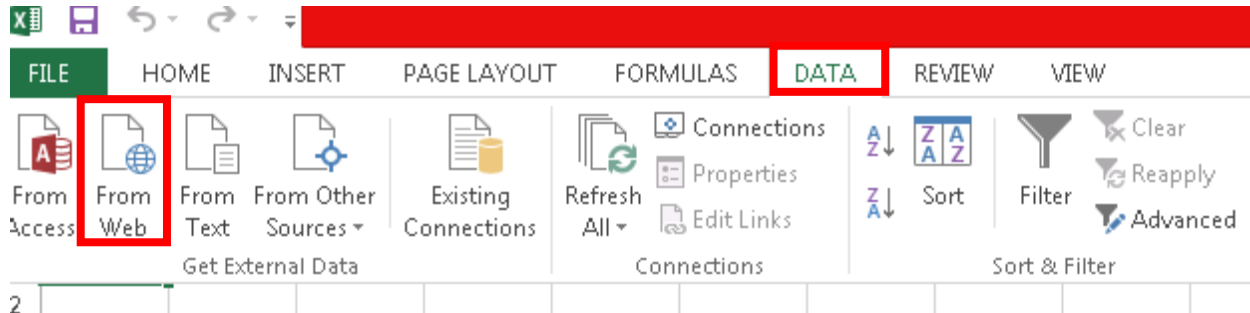 FILE HOME INSERT PAGE LAYOUT FORMULAS DATA REVIEW VIEW
From Access
From Web
From Text
From Other Sources
Existing Connections
Refresh All
Connections
Properties
Edit Links
Sort
Filter
Clear
Reapply
Advanced
Get External Data
Connections
Sort & Filter
2